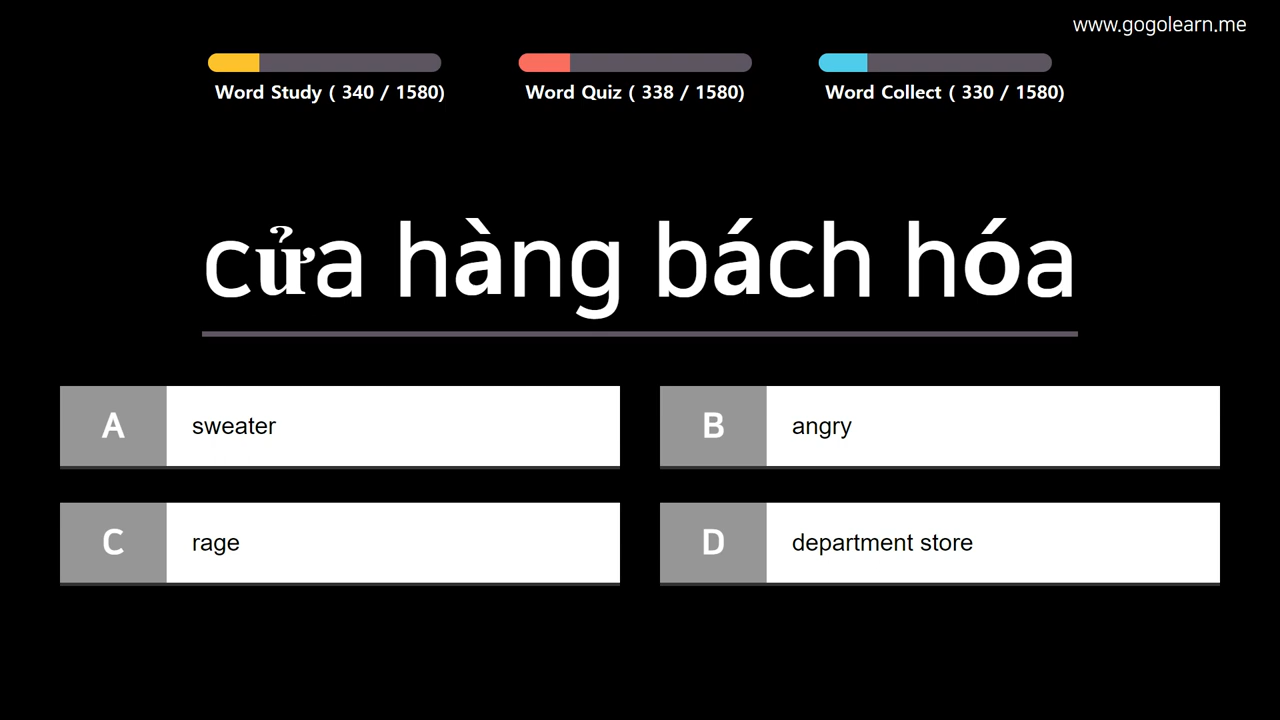 www.gogolearn.me
Word Study ( 340 / 1580)
Word Quiz ( 338 / 1580)
Word Collect ( 330 / 1580)
cửa hàng bách hóa
A sweater
B angry
C rage
D department store